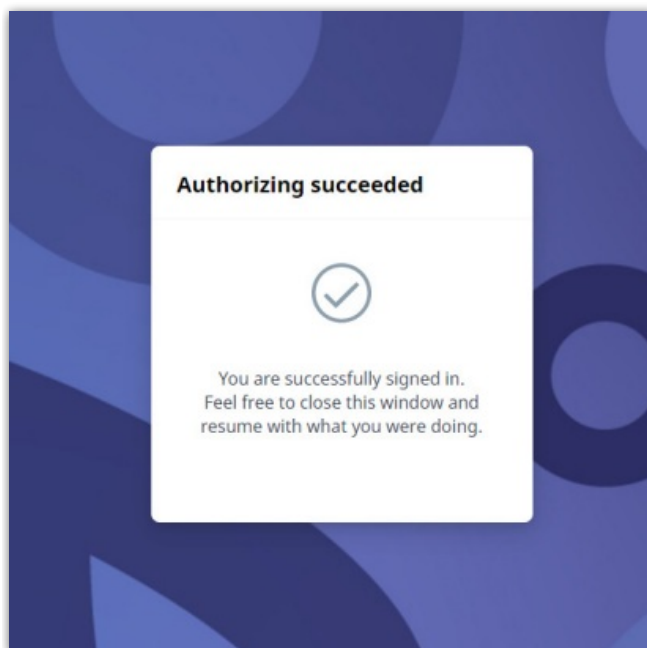 Authorizing succeeded
You are successfully signed in.
Feel free to close this window and
resume with what you were doing.